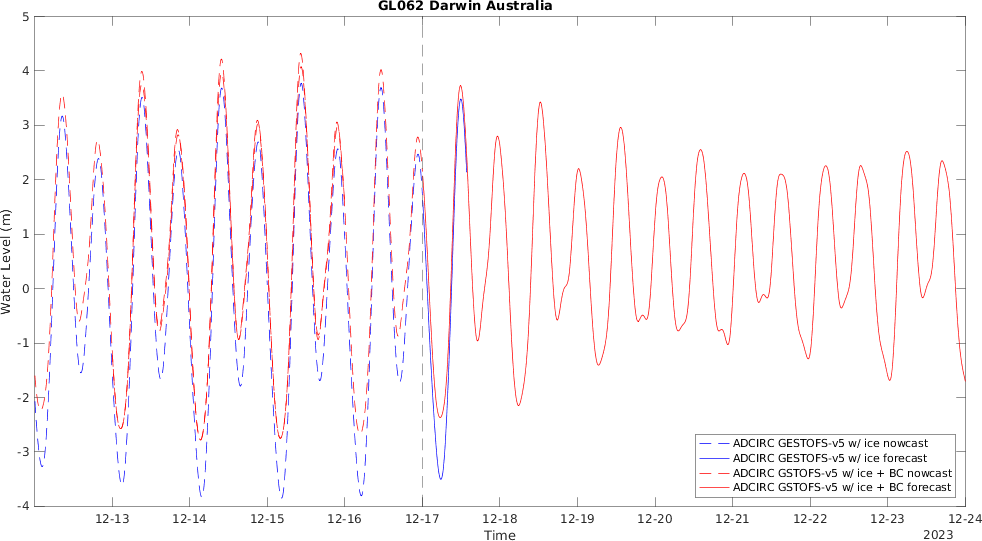 GL062 Darwin Australia
5
4
3
2
1
0
-1
-2
-3
-4
Water Level (m)
ADCIRC GESTOFS-v5 w/ ice nowcast
ADCIRC GESTOFS-v5 w/ ice forecast
ADCIRC GSTOFS-v5 w/ ice + BC nowcast
ADCIRC GSTOFS-v5 w/ ice + BC forecast
12-13 12-14 12-15 12-16 12-17 12-18 12-19 12-20 12-21 12-22 12-23 12-24
Time
2023